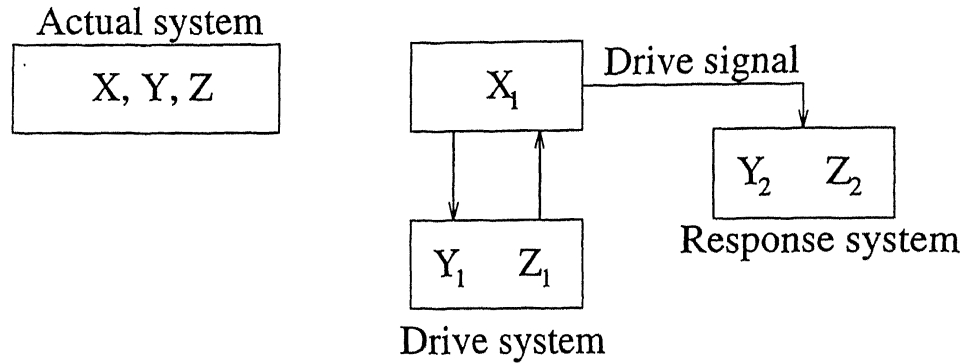 Actual system
X, Y, Z
X₁
Drive signal
Y₂ Z₂
Response system
Y₁ Z₁
Drive system